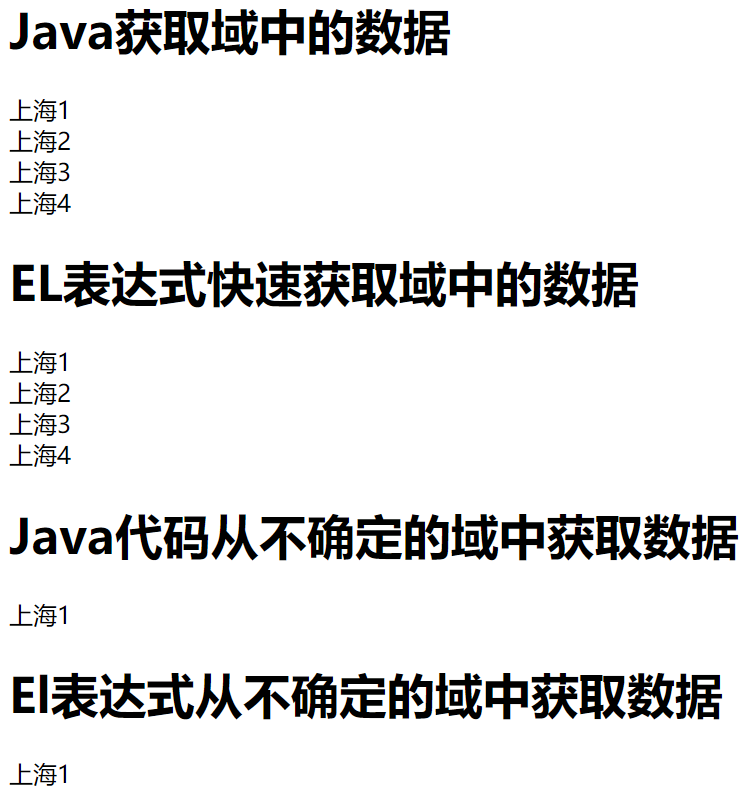 Java获取域中的数据
上海1
上海2
上海3
上海4
EL表达式快速获取域中的数据
上海1
上海2
上海3
上海4
Java代码从不确定的域中获取数据
上海1
El表达式从不确定的域中获取数据
上海1